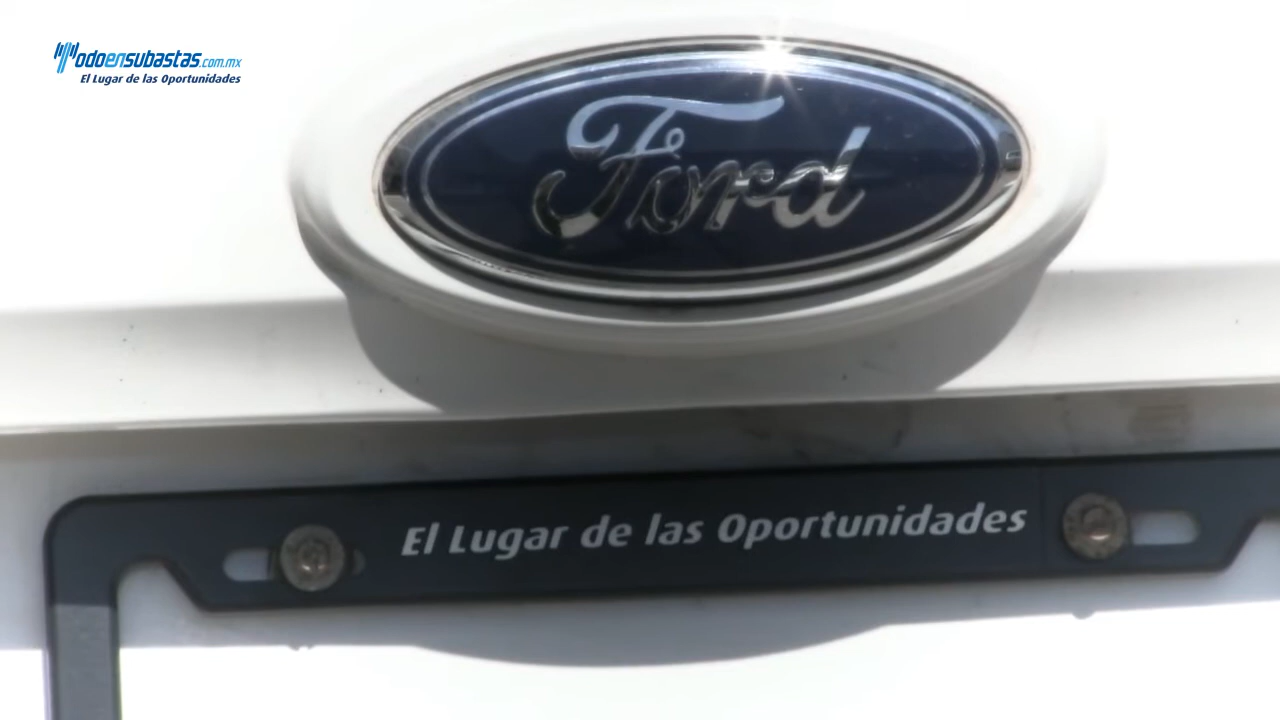 Todoensubastas.com.mx
El Lugar de las Oportunidades
Ford
El Lugar de las Oportunidades